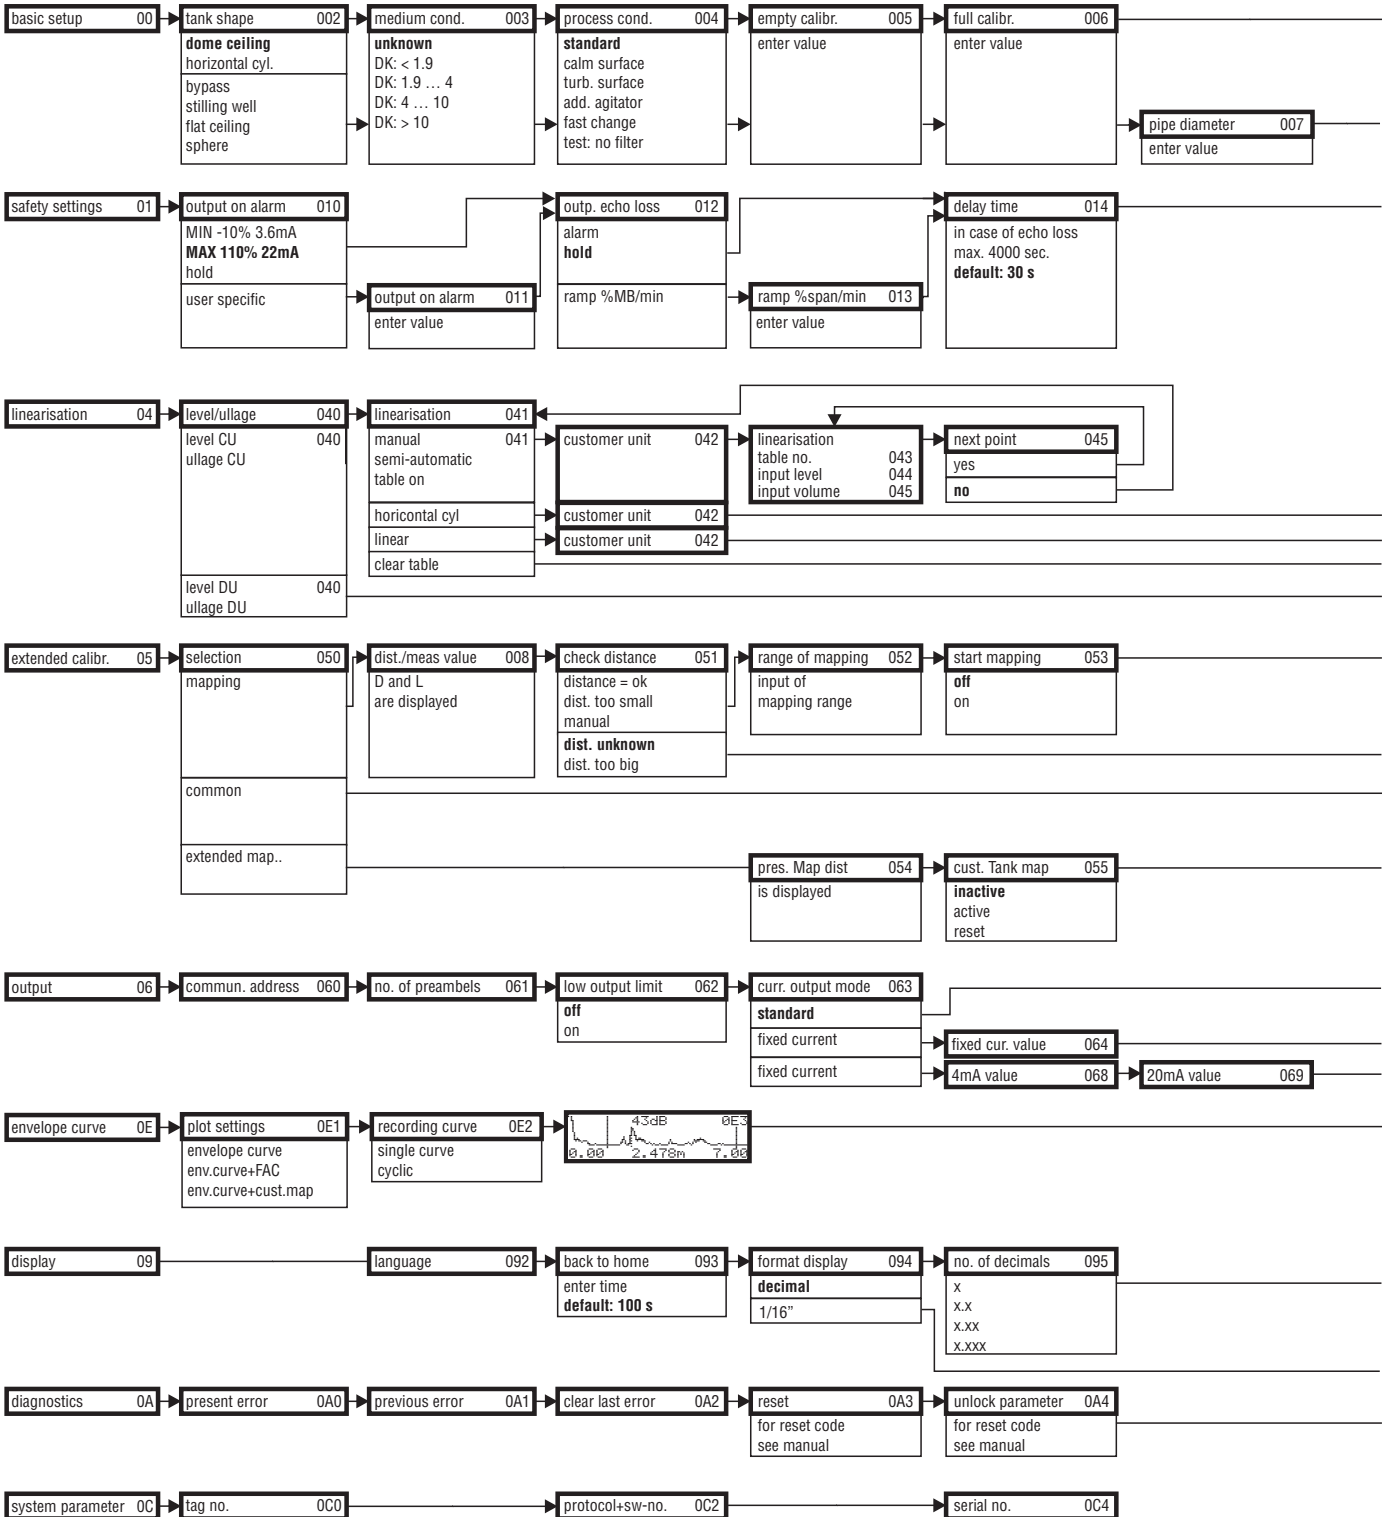 basic setup 00
tank shape 002
dome ceiling
horizontal cyl.
bypass
stilling well
flat ceiling
sphere
medium cond. 003
unknown
DK: < 1.9
DK: 1.9 … 4
DK: 4 … 10
DK: > 10
process cond. 004
standard
calm surface
turb. surface
add. agitator
fast change
test: no filter
empty calibr. 005
enter value
full calibr. 006
enter value
pipe diameter 007
enter value
safety settings 01
output on alarm 010
MIN -10% 3.6mA
MAX 110% 22mA
hold
user specific
output on alarm 011
enter value
outp. echo loss 012
alarm
hold
ramp %MB/min
ramp %span/min 013
enter value
delay time 014
in case of echo loss
max. 4000 sec.
default: 30 s
linearisation 04
level/ullage 040
level CU 040
ullage CU
level DU 040
ullage DU
linearisation 041
manual 041
semi-automatic
table on
horicontal cyl
linear
clear table
customer unit 042
customer unit 042
customer unit 042
linearisation
table no. 043
input level 044
input volume 045
next point 045
yes
no
extended calibr. 05
selection 050
mapping
common
extended map..
dist./meas value 008
D and L
are displayed
check distance 051
distance = ok
dist. too small
manual
dist. unknown
dist. too big
range of mapping 052
input of
mapping range
start mapping 053
off
on
pres. Map dist 054
is displayed
cust. Tank map 055
inactive
active
reset
output 06
commun. address 060
no. of preambels 061
low output limit 062
off
on
curr. output mode 063
standard
fixed current
fixed current
fixed cur. value 064
4mA value 068
20mA value 069
envelope curve 0E
plot settings 0E1
envelope curve
env.curve+FAC
env.curve+cust.map
recording curve 0E2
single curve
cyclic
43dB 0E3
0.00 2.478m 7.00
display 09
language 092
back to home 093
enter time
default: 100 s
format display 094
decimal
1/16”
no. of decimals 095
x
x.x
x.xx
x.xxx
diagnostics 0A
present error 0A0
previous error 0A1
clear last error 0A2
reset 0A3
for reset code
see manual
unlock parameter 0A4
for reset code
see manual
system parameter 0C
tag no. 0C0
protocol+sw-no. 0C2
serial no. 0C4